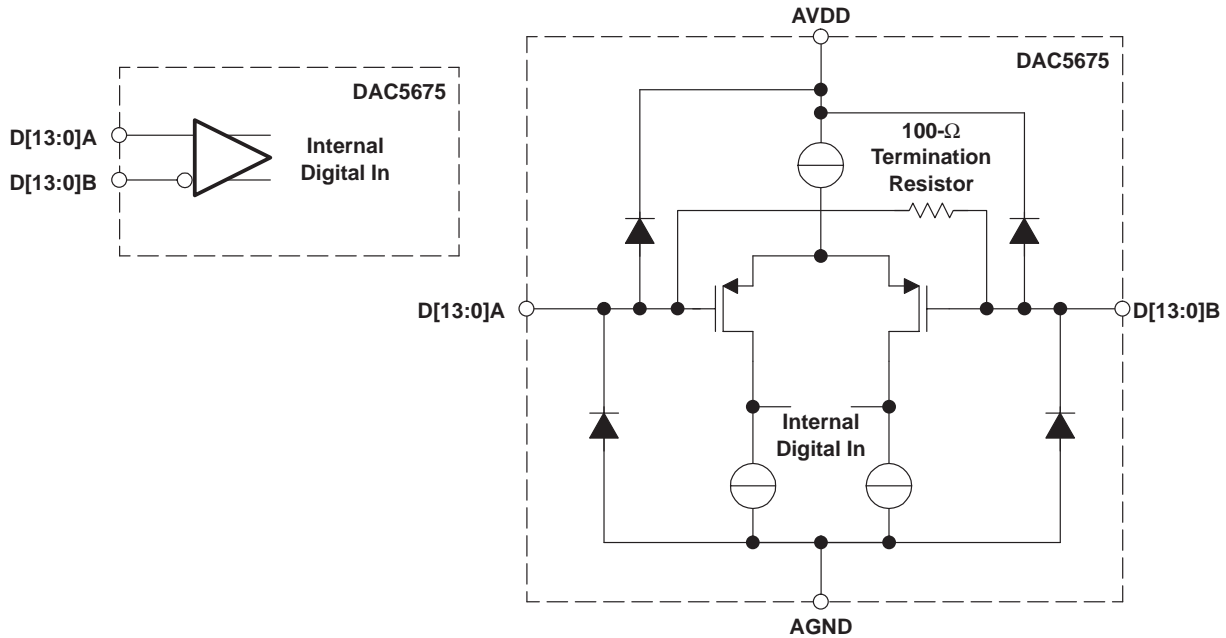 DAC5675
D[13:0]A
D[13:0]B
Internal
Digital In
AVDD
DAC5675
100-Ω
Termination
Resistor
D[13:0]A
D[13:0]B
Internal
Digital In
AGND